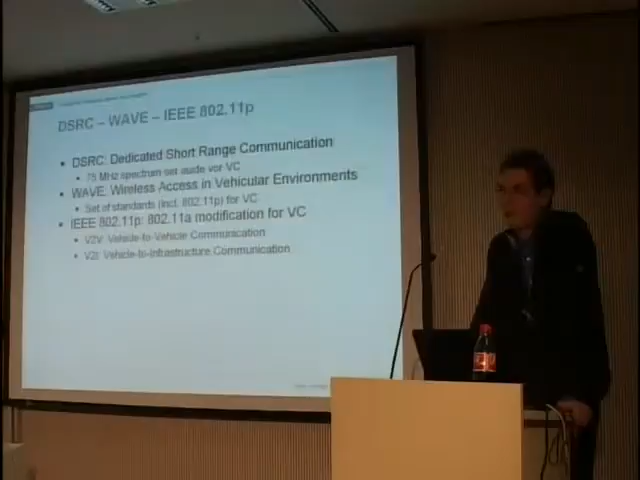 DSRC – WAVE – IEEE 802.11p
• DSRC: Dedicated Short Range Communication
• 75 MHz spectrum set aside vor VC
• WAVE: Wireless Access in Vehicular Environments
• Set of standards (incl. 802.11p) for VC
• IEEE 802.11p: 802.11a modification for VC
• V2V: Vehicle-to-Vehicle Communication
• V2I: Vehicle-to-Infrastructure Communication